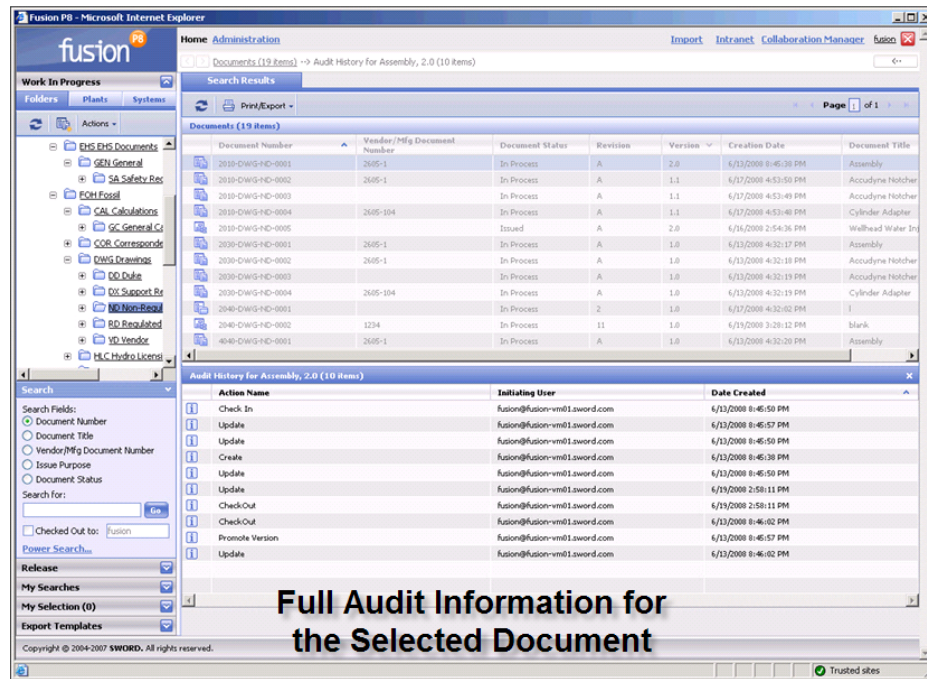 Fusion P8 - Microsoft Internet Explorer
fusion P8
Home Administration
Import Intranet Collaboration Manager fusion
Documents (19 items) --> Audit History for Assembly, 2.0 (10 items)
Work In Progress
Search Results
Folders Plants Systems
Print/Export
Page 1 of 1
Actions
Documents (19 items)
Document Number Vendor/Mfg Document Number Document Status Revision Version Creation Date Document Title
2010-DWG-ND-0001 2605-1 In Process A 2.0 6/13/2008 8:45:38 PM Assembly
2010-DWG-ND-0002 2605-1 In Process A 1.1 6/17/2008 4:53:50 PM Accudyne Notcher
2010-DWG-ND-0003 In Process A 1.1 6/17/2008 4:53:49 PM Accudyne Notcher
2010-DWG-ND-0004 2605-104 In Process A 1.1 6/17/2008 4:53:48 PM Cylinder Adapter
2010-DWG-ND-0005 Issued A 2.0 6/16/2008 2:54:36 PM Wellhead Water Inj
2030-DWG-ND-0001 2605-1 In Process A 1.0 6/13/2008 4:32:17 PM Assembly
2030-DWG-ND-0002 2605-1 In Process A 1.0 6/13/2008 4:32:18 PM Accudyne Notcher
2030-DWG-ND-0003 In Process A 1.0 6/13/2008 4:32:19 PM Accudyne Notcher
2030-DWG-ND-0004 2605-104 In Process A 1.0 6/13/2008 4:32:19 PM Cylinder Adapter
2040-DWG-ND-0001 In Process 2 1.0 6/17/2008 4:32:02 PM
2040-DWG-ND-0002 1234 In Process 11 1.0 6/19/2008 3:28:12 PM blank
4040-DWG-ND-0001 2605-1 In Process A 1.0 6/13/2008 4:32:20 PM Assembly
EHS EHS Documents
GEN General
SA Safety Rec
FOH Fossil
CAL Calculations
GC General Ca
COR Corresponde
DWG Drawings
DD Duke
DX Support Re
ND Non-Regul
RD Regulated
VD Vendor
HLC Hydro Licensi
Audit History for Assembly, 2.0 (10 items)
Action Name Initiating User Date Created
Check In fusion@fusion-vm01.sword.com 6/13/2008 8:45:50 PM
Update fusion@fusion-vm01.sword.com 6/13/2008 8:45:57 PM
Update fusion@fusion-vm01.sword.com 6/13/2008 8:45:50 PM
Create fusion@fusion-vm01.sword.com 6/13/2008 8:45:38 PM
Update fusion@fusion-vm01.sword.com 6/13/2008 8:45:50 PM
Update fusion@fusion-vm01.sword.com 6/19/2008 2:58:11 PM
CheckOut fusion@fusion-vm01.sword.com 6/19/2008 2:58:11 PM
CheckOut fusion@fusion-vm01.sword.com 6/13/2008 8:46:02 PM
Promote Version fusion@fusion-vm01.sword.com 6/13/2008 8:45:57 PM
Update fusion@fusion-vm01.sword.com 6/13/2008 8:46:02 PM
Search
Search Fields:
Document Number
Document Title
Vendor/Mfg Document Number
Issue Purpose
Document Status
Search for:
Go
Checked Out to: fusion
Power Search...
Release
My Searches
My Selection (0)
Export Templates
Full Audit Information for
the Selected Document
Copyright © 2004-2007 SWORD. All rights reserved.
Trusted sites